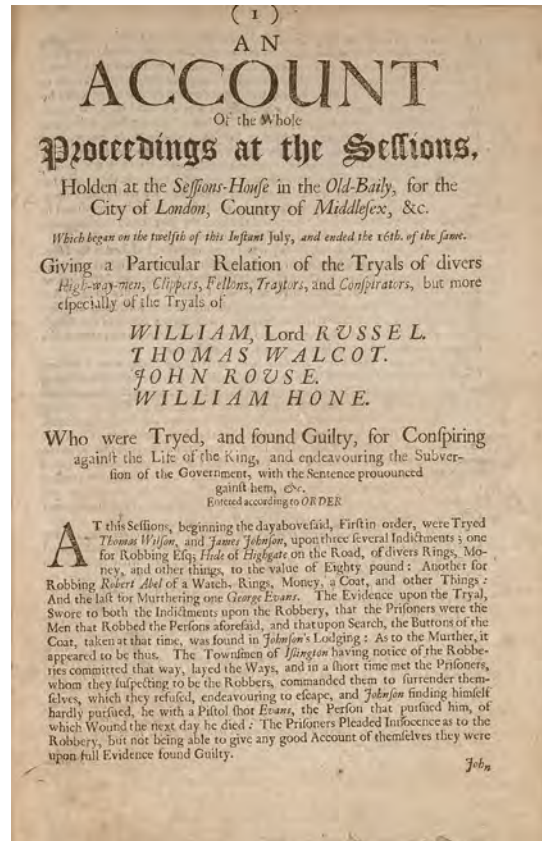 ( 1 )
AN
ACCOUNT
Of the Whole
Proceedings at the Seſſions,
Holden at the Seſſions-Houſe in the Old-Baily, for the
City of London, County of Middleſex, &c.
Which began on the twelfth of this Inſtant July, and ended the 16th. of the ſame.
Giving a Particular Relation of the Tryals of divers
High-way-men, Clippers, Fellons, Traytors, and Conſpirators, but more
eſpecially of the Tryals of
WILLIAM, Lord RUSSEL.
THOMAS WALCOT.
JOHN ROUSE.
WILLIAM HONE.
Who were Tryed, and found Guilty, for Conſpiring
againſt the Life of the King, and endeavouring the Subver-
ſion of the Government, with the Sentence prouounced
gainſt hem, &c.
Entered according to ORDER
AT this Seſſions, beginning the dayaboveſaid, Firſt in order, were Tryed
Thomas Wilſon, and James Johnſon, upon three ſeveral Indictments; one
for Robbing Eſq; Hide of Highgate on the Road, of divers Rings, Mo-
ney, and other things, to the value of Eighty pound: Another for
Robbing Robert Abel of a Watch, Rings, Money, a Coat, and other Things:
And the laſt for Murthering one George Evans. The Evidence upon the Tryal,
Swore to both the Indictments upon the Robbery, that the Priſoners were the
Men that Robbed the Perſons aforeſaid, and that upon Search, the Buttons of the
Coat, taken at that time, was found in Johnſon's Lodging: As to the Murther, it
appeared to be thus. The Townſmen of Iſlington having notice of the Robbe-
ries committed that way, layed the Ways, and in a ſhort time met the Priſoners,
whom they ſuſpecting to be the Robbers, commanded them to ſurrender them-
ſelves, which they refuſed, endeavouring to eſcape, and Johnſon finding himſelf
hardly purſued, he with a Piſtol ſhot Evans, the Perſon that purſued him, of
which Wound the next day he died: The Priſoners Pleaded Innocence as to the
Robbery, but not being able to give any good Account of themſelves they were
upon full Evidence found Guilty.
John